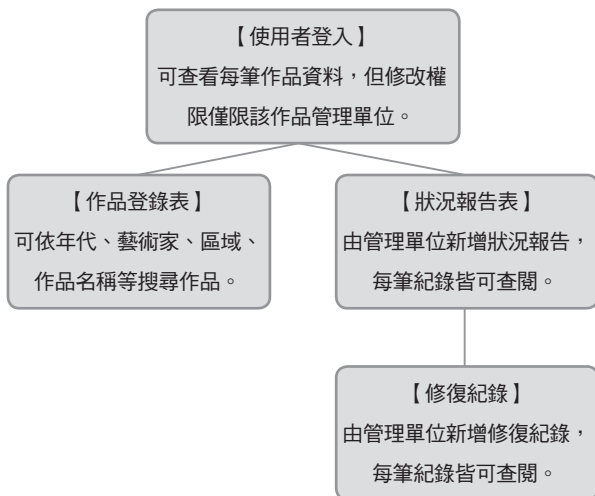 【使用者登入】
可查看每筆作品資料，但修改權
限僅限該作品管理單位。
【作品登錄表】
可依年代、藝術家、區域、
作品名稱等搜尋作品。
【狀況報告表】
由管理單位新增狀況報告，
每筆紀錄皆可查閱。
【修復紀錄】
由管理單位新增修復紀錄，
每筆紀錄皆可查閱。